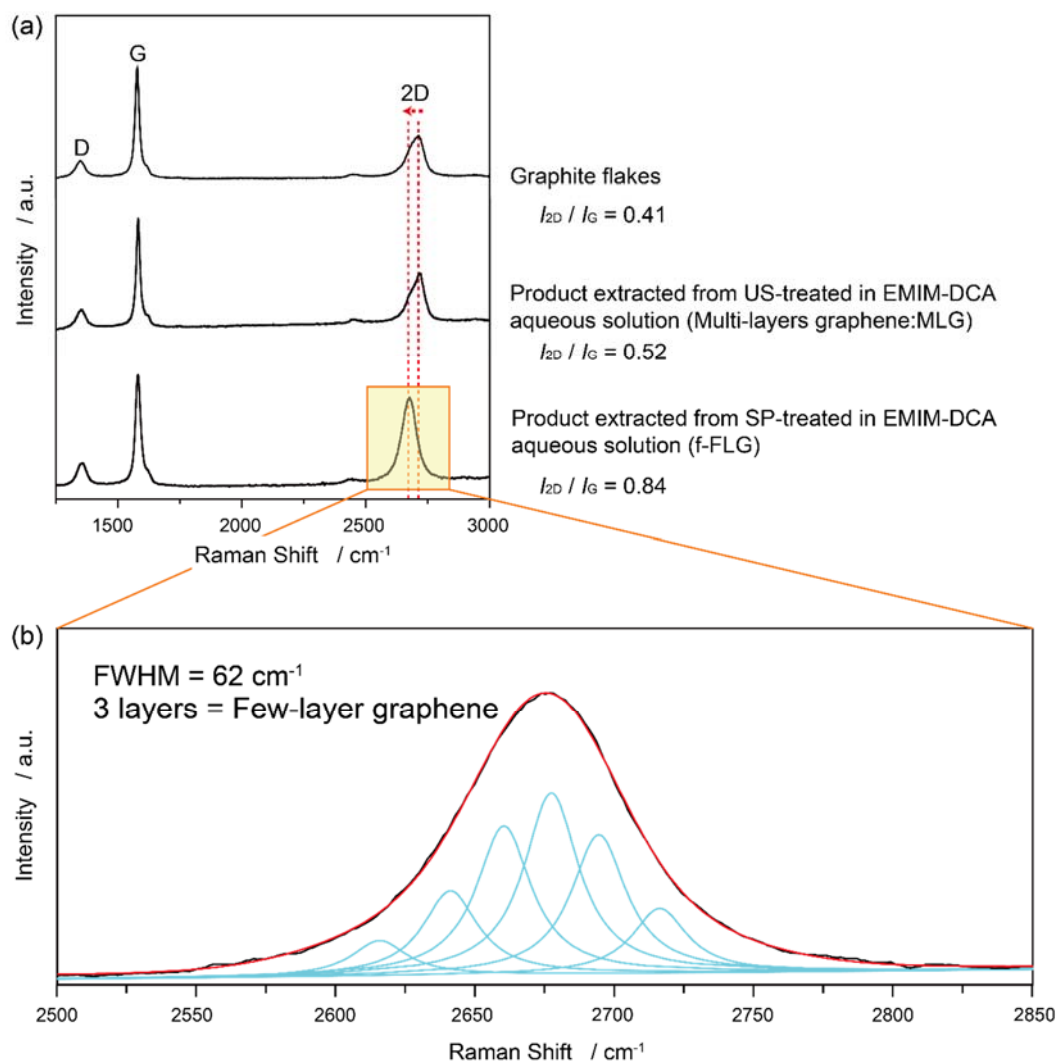 (a)
G
D
2D
Graphite flakes
I2D / IG = 0.41
Product extracted from US-treated in EMIM-DCA
aqueous solution (Multi-layers graphene:MLG)
I2D / IG = 0.52
Product extracted from SP-treated in EMIM-DCA
aqueous solution (f-FLG)
I2D / IG = 0.84
Intensity / a.u.
1500 2000 2500 3000
Raman Shift / cm-1
(b)
FWHM = 62 cm-1
3 layers = Few-layer graphene
Intensity / a.u.
2500 2550 2600 2650 2700 2750 2800 2850
Raman Shift / cm-1